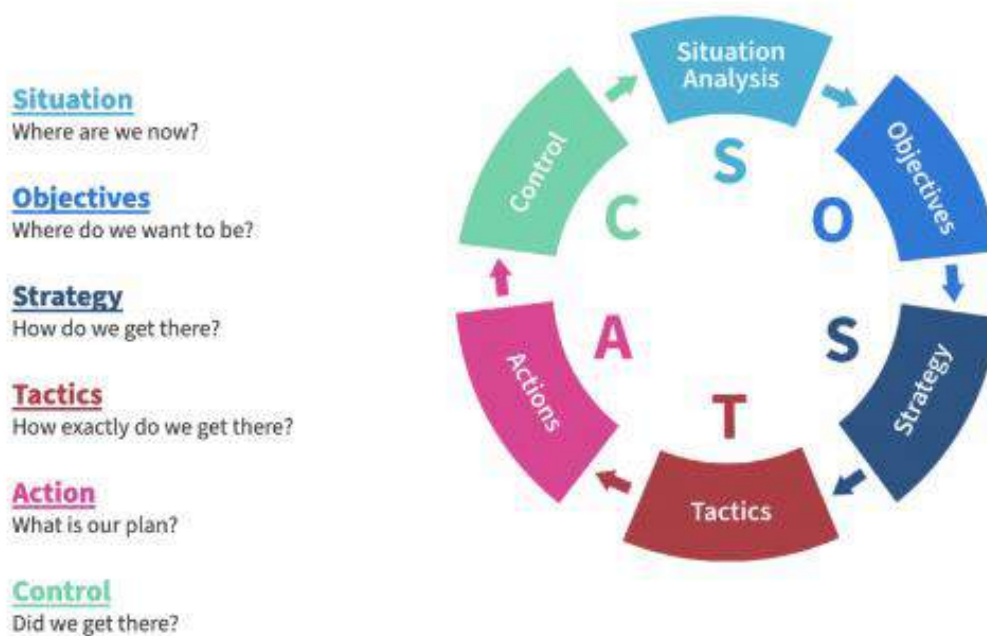 Situation
Where are we now?
Objectives
Where do we want to be?
Strategy
How do we get there?
Tactics
How exactly do we get there?
Action
What is our plan?
Control
Did we get there?
Situation
Analysis
Objectives
Strategy
Tactics
Actions
Control
S
O
S
T
A
C